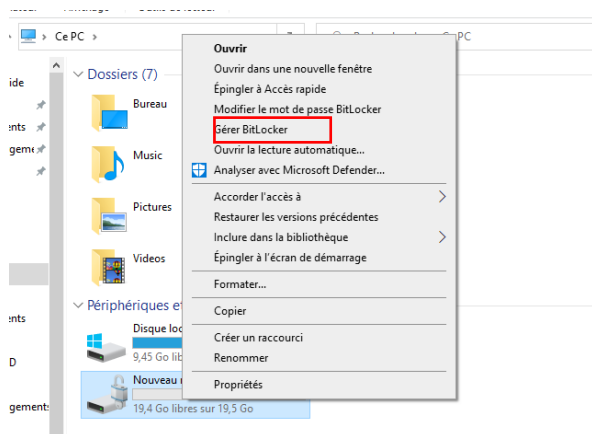 Ce PC
PC
ide
ents
geme
Dossiers (7)
Bureau
Music
Pictures
Videos
Périphériques et
Disque loc
9,45 Go lib
Nouveau
19,4 Go libres sur 19,5 Go
ents
D
gements
Ouvrir
Ouvrir dans une nouvelle fenêtre
Épingler à Accès rapide
Modifier le mot de passe BitLocker
Gérer BitLocker
Ouvrir la lecture automatique...
Analyser avec Microsoft Defender...
Accorder l'accès à
Restaurer les versions précédentes
Inclure dans la bibliothèque
Épingler à l'écran de démarrage
Formater...
Copier
Créer un raccourci
Renommer
Propriétés